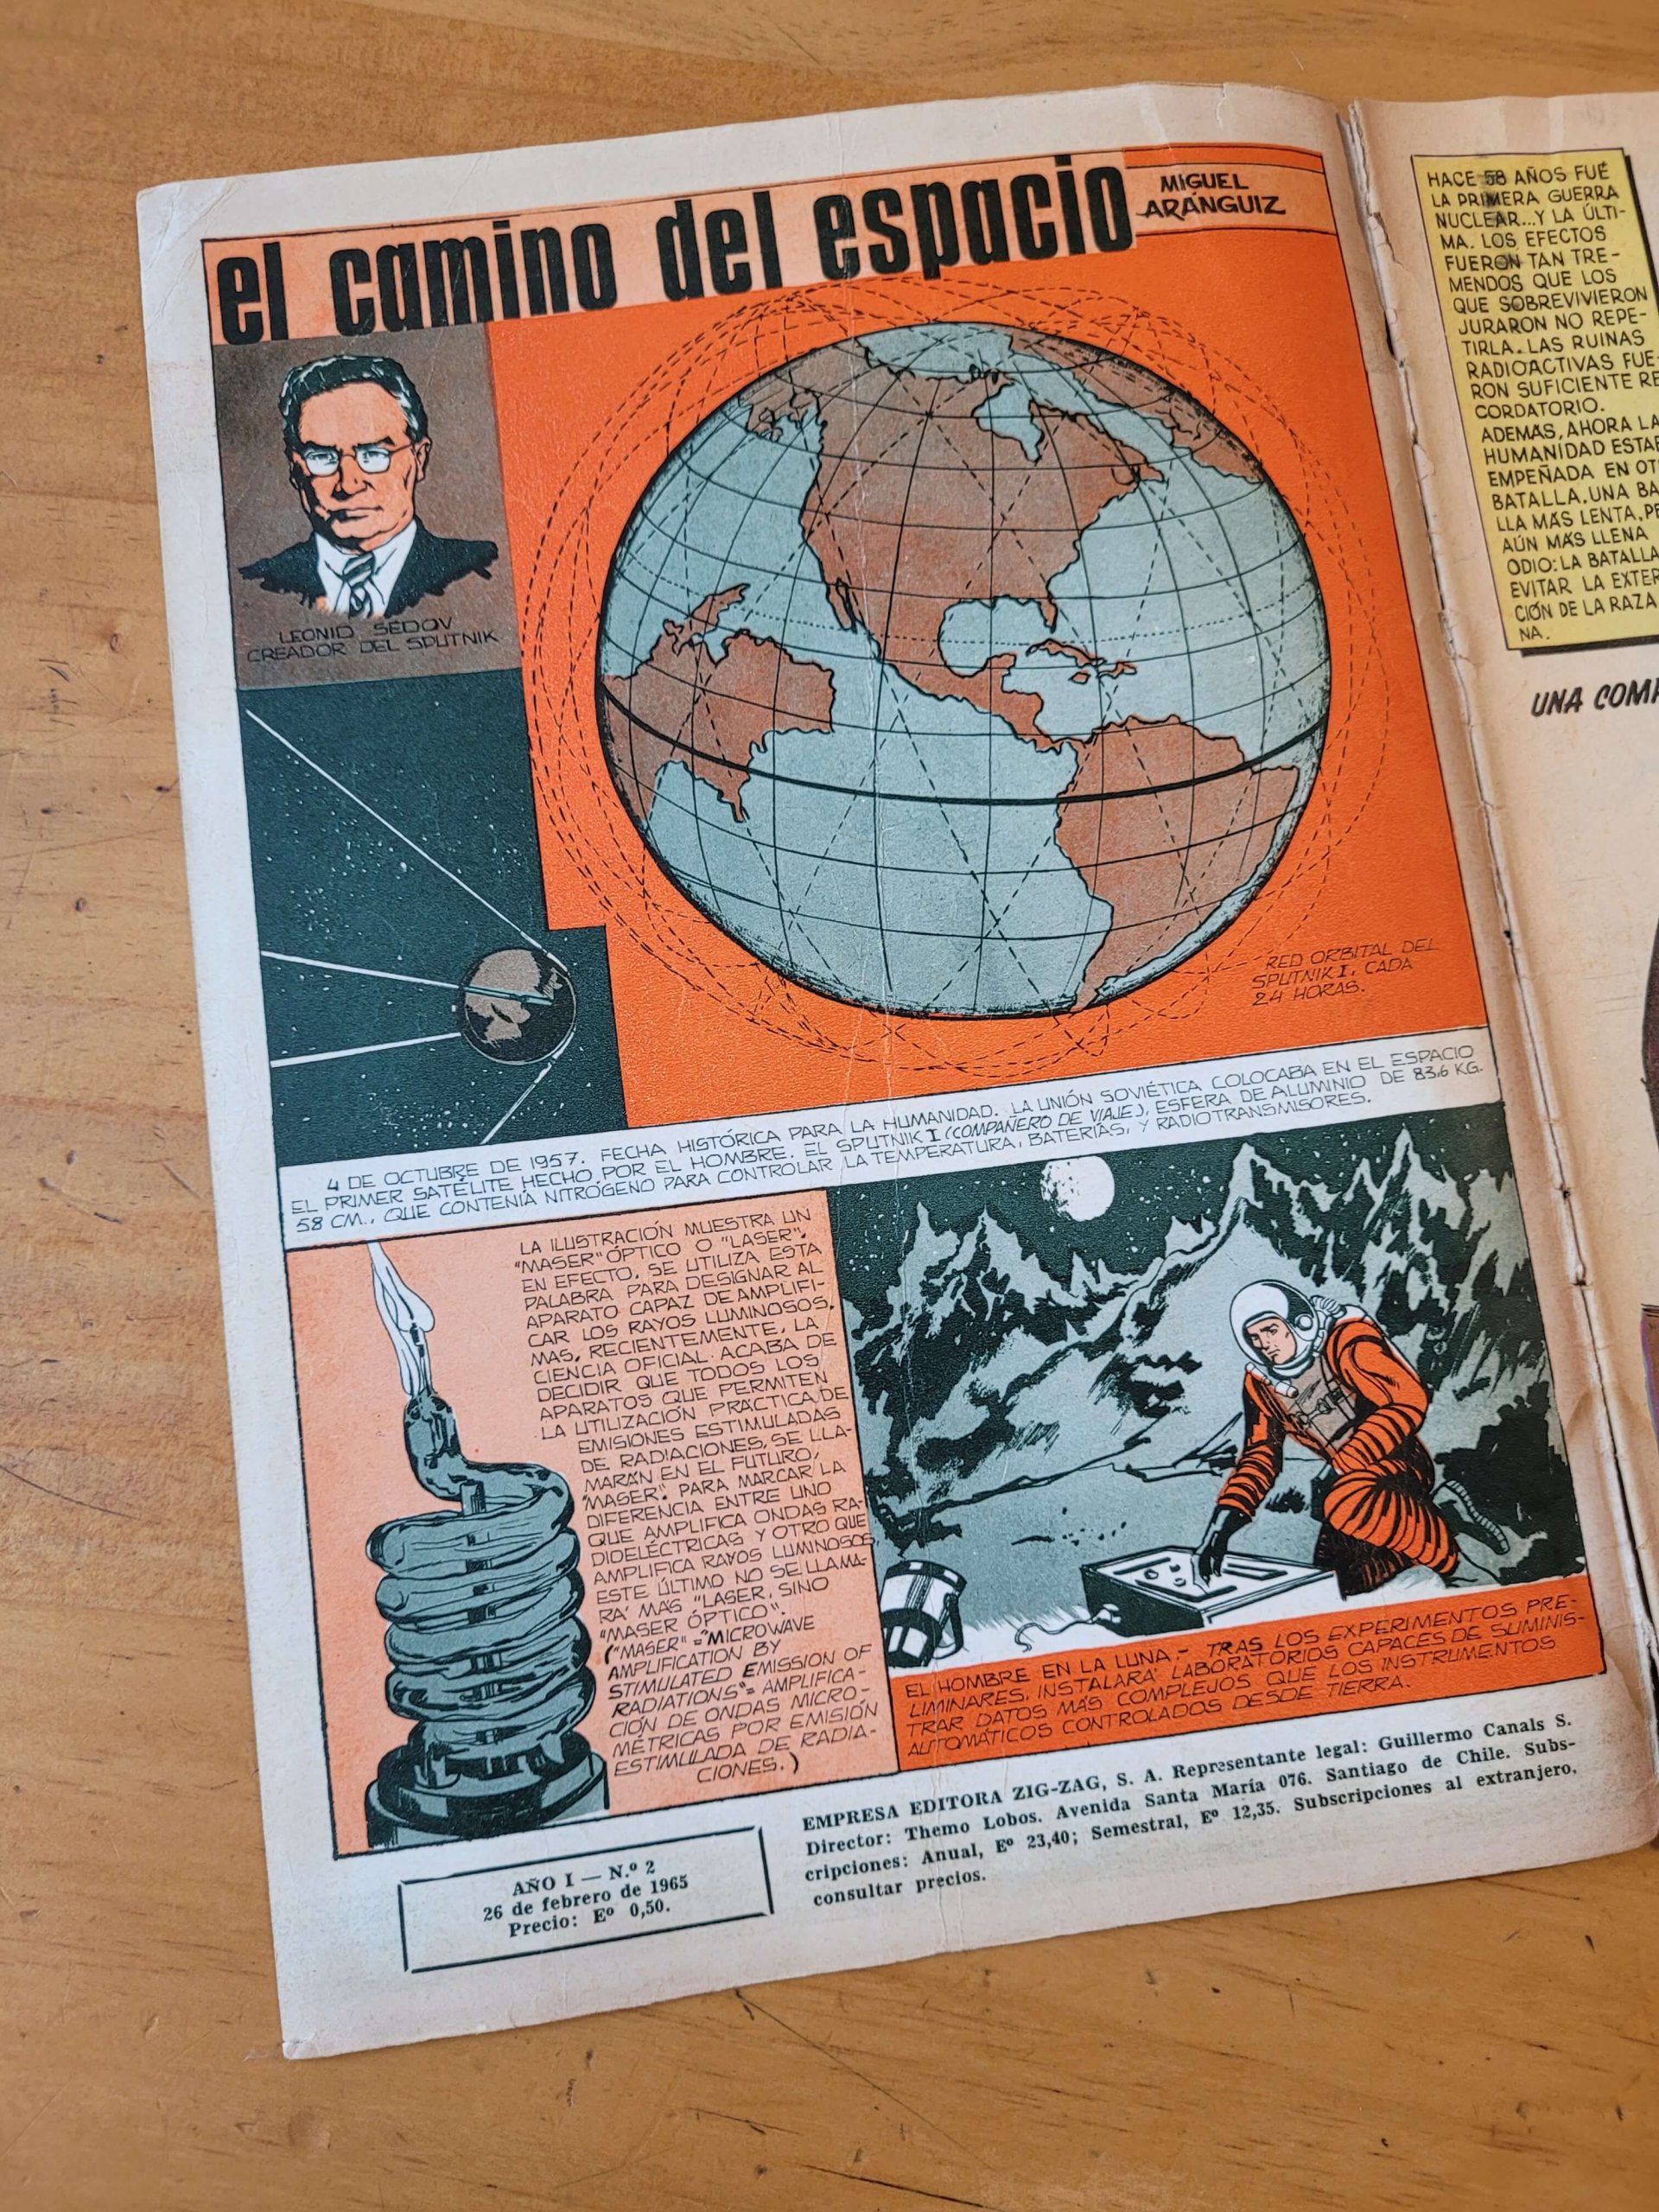 el camino del espacio
MIGUEL
ARÁNGUIZ
LEONID SEDOV
CREADOR DEL SPUTNIK
RED ORBITAL DEL
SPUTNIK I, CADA
24 HORAS.
4 DE OCTUBRE DE 1957. FECHA HISTÓRICA PARA LA HUMANIDAD. LA UNIÓN SOVIÉTICA COLOCABA EN EL ESPACIO
EL PRIMER SATÉLITE HECHO POR EL HOMBRE. EL SPUTNIK I (COMPAÑERO DE VIAJE), ESFERA DE ALUMINIO DE 83,6 KG.
58 CM., QUE CONTENÍA NITRÓGENO PARA CONTROLAR LA TEMPERATURA, BATERÍAS, Y RADIOTRANSMISORES.
LA ILUSTRACIÓN MUESTRA UN
"MASER" ÓPTICO O "LASER".
EN EFECTO, SE UTILIZA ESTA
PALABRA PARA DESIGNAR AL
APARATO CAPAZ DE AMPLIFI-
CAR LOS RAYOS LUMINOSOS.
MAS, RECIENTEMENTE, LA
CIENCIA OFICIAL ACABA DE
DECIDIR QUE TODOS LOS
APARATOS QUE PERMITEN
LA UTILIZACIÓN PRÁCTICA DE
EMISIONES ESTIMULADAS
DE RADIACIONES, SE LLA-
MARÁN EN EL FUTURO,
"MASER". PARA MARCAR LA
DIFERENCIA ENTRE UNO
QUE AMPLIFICA ONDAS RA-
DIOELÉCTRICAS Y OTRO QUE
AMPLIFICA RAYOS LUMINOSOS,
ESTE ÚLTIMO NO SE LLAMA-
RÁ MÁS "LASER, SINO
"MASER ÓPTICO".
("MASER" = "MICROWAVE
AMPLIFICATION BY
STIMULATED EMISSION OF
RADIATIONS" = AMPLIFICA-
CIÓN DE ONDAS MICRO-
MÉTRICAS POR EMISIÓN
ESTIMULADA DE RADIA-
CIONES.)
EL HOMBRE EN LA LUNA.- TRAS LOS EXPERIMENTOS PRE-
LIMINARES, INSTALARÁ LABORATORIOS CAPACES DE SUMINIS-
TRAR DATOS MÁS COMPLEJOS QUE LOS INSTRUMENTOS
AUTOMÁTICOS CONTROLADOS DESDE TIERRA.
AÑO I — N.º 2
26 de febrero de 1965
Precio: Eº 0,50.
EMPRESA EDITORA ZIG-ZAG, S. A. Representante legal: Guillermo Canals S.
Director: Themo Lobos. Avenida Santa María 076. Santiago de Chile. Subs-
cripciones: Anual, Eº 23,40; Semestral, Eº 12,35. Subscripciones al extranjero,
consultar precios.
HACE 58 AÑOS FUÉ
LA PRIMERA GUERRA
NUCLEAR...Y LA ÚLTI-
MA. LOS EFECTOS
FUERON TAN TRE-
MENDOS QUE LOS
QUE SOBREVIVIERON
JURARON NO REPE-
TIRLA. LAS RUINAS
RADIOACTIVAS FUE-
RON SUFICIENTE RE
CORDATORIO.
ADEMÁS, AHORA LA
HUMANIDAD ESTAB
EMPEÑADA EN OT
BATALLA. UNA BA
LLA MÁS LENTA, PE
AÚN MÁS LLENA
ODIO: LA BATALLA
EVITAR LA EXTER
CIÓN DE LA RAZA
NA.
UNA COMP